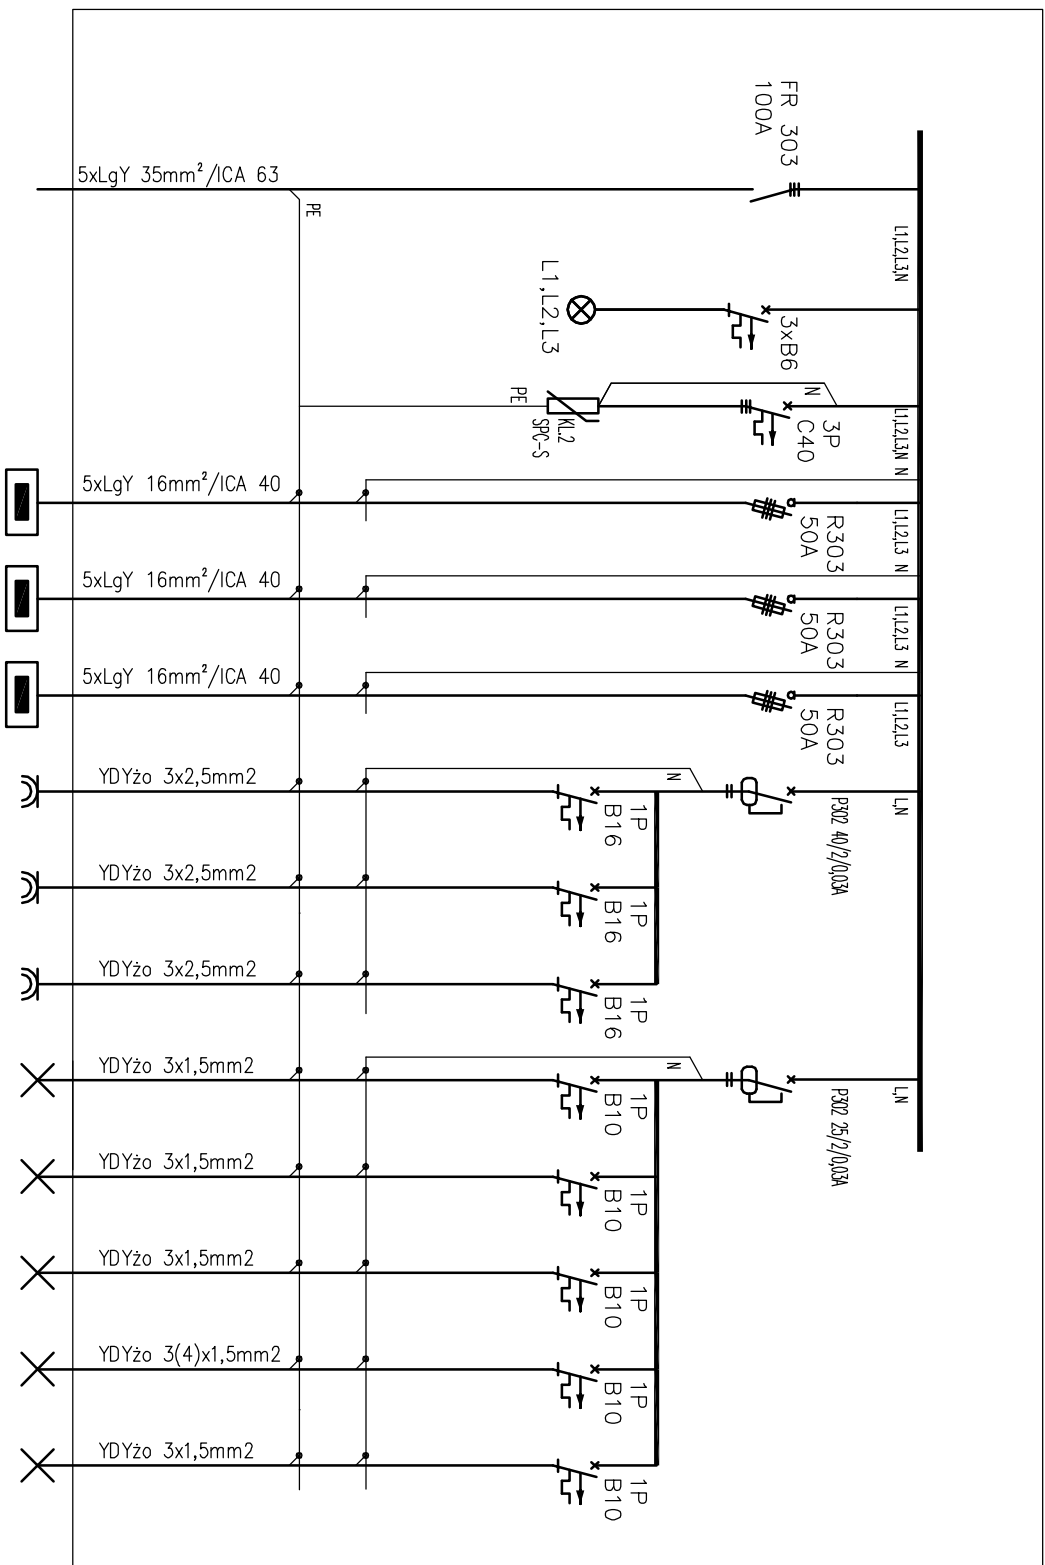 FR 303
100A
5xLgY 35mm²/ICA 63
PE
L1,L2,L3,N
3xB6
L1,L2,L3
N
3P
C40
L1,L2,L3,N
PE
KL2
SPC-S
N
5xLgY 16mm²/ICA 40
R303
50A
L1,L2,L3
N
5xLgY 16mm²/ICA 40
R303
50A
L1,L2,L3
N
5xLgY 16mm²/ICA 40
R303
50A
L1,L2,L3
YDYżo 3x2,5mm2
1P
B16
N
P302 40/2/0,03A
L,N
YDYżo 3x2,5mm2
1P
B16
YDYżo 3x2,5mm2
1P
B16
YDYżo 3x1,5mm2
1P
B10
N
P302 25/2/0,03A
L,N
YDYżo 3x1,5mm2
1P
B10
YDYżo 3x1,5mm2
1P
B10
YDYżo 3(4)x1,5mm2
1P
B10
YDYżo 3x1,5mm2
1P
B10